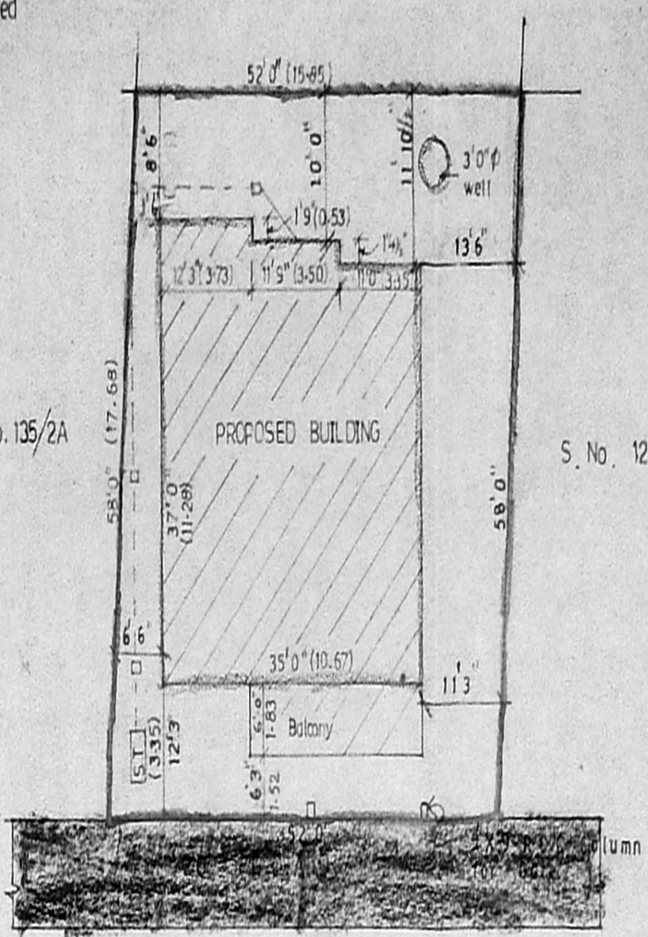 ed
52'0" (15·85)
8'6"
10'0"
11'10½"
3'0"φ
well
1'9"(0.53)
1'4½"
13'6"
12'3"(3·73)
11'9" (3·50)
11'0" 3.35
o. 135/2A
58'0" (17.68)
PROPOSED BUILDING
S. No. 12
37'0"
(11·28)
58'0"
6'6"
35'0" (10.67)
11'3"
6'0"
1·83
Balcony
S.T.
(3.35)
12'3"
6'3"
1·52
52'0"
column